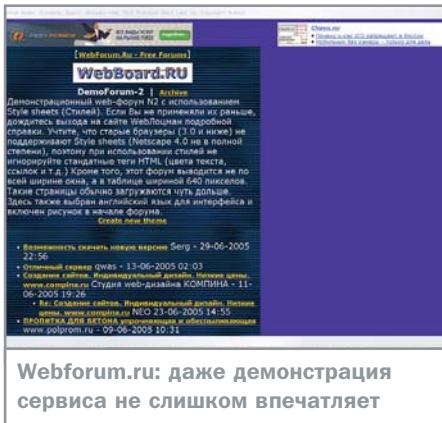 [WebForum.Ru - Free Forums]
WebBoard.RU
DemoForum-2 | Archive
Демонстрационный web-форум N2 с использованием
Style sheets (Стилей). Если Вы не применяли их раньше,
дождитесь выхода на сайте WebЛоцман подробной
справки. Учтите, что старые браузеры (3.0 и ниже) не
поддерживают Style sheets (Netscape 4.0 не в полной
степени), поэтому при использовании стилей не
игнорируйте стандартные теги HTML (цвета текста,
ссылок и т.д.) Кроме того, этот форум выводится не по
всей ширине окна, а в таблице шириной 640 пикселов.
Такие страницы обычно загружаются чуть дольше.
Здесь также выбран английский язык для интерфейса и
включен рисунок в начале форума.
Create new theme
• Возможность скачать новую версию Serg - 29-06-2005
22:56
• Отличный сервер qwas - 13-06-2005 02:03
• Создание сайтов. Индивидуальный дизайн. Низкие цены.
www.compina.ru Студия web-дизайна КОМПИНА - 11-
06-2005 19:26
• Re: Создание сайтов. Индивидуальный дизайн. Низкие
цены. www.compina.ru NEO 23-06-2005 14:55
• ПРОПИТКА ДЛЯ БЕТОНА упрочняющая и обеспыливающая
www.polprom.ru - 09-06-2005 10:31
Webforum.ru: даже демонстрация
сервиса не слишком впечатляет